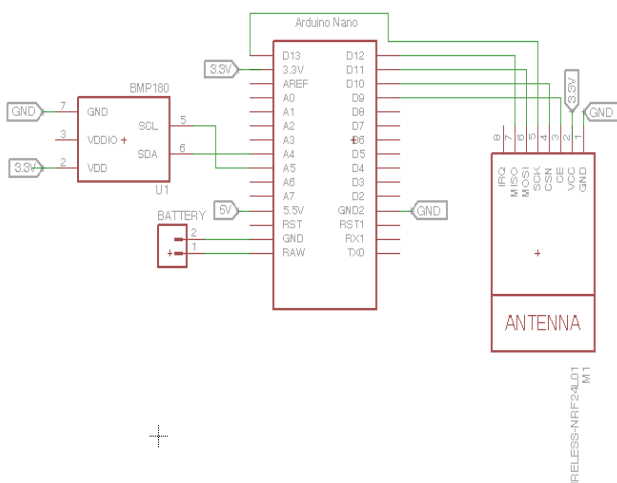 Arduino Nano
D13
3.3V
AREF
A0
A1
A2
A3
A4
A5
A6
A7
5.5V
RST
GND
RAW
D12
D11
D10
D9
D8
D7
D6
D5
D4
D3
D2
GND2
RST1
RX1
TX0
3.3V
5V
GND
BMP180
GND
7 GND
3 VDDIO
3.3V
2 VDD
SCL 5
SDA 6
U1
BATTERY
2
1
3.3V
GND
8 7 6 5 4 3 2 1
IRQ
MISO
MOSI
SCK
CSN
CE
VCC
GND
ANTENNA
RELESS-NRF24L01
M1